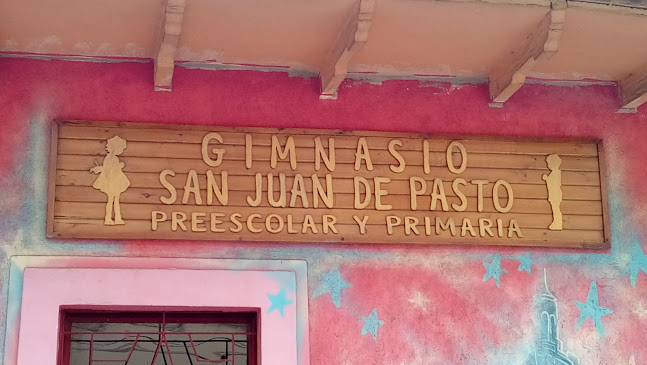 GIMNASIO
SAN JUAN DE PASTO
PREESCOLAR Y PRIMARIA